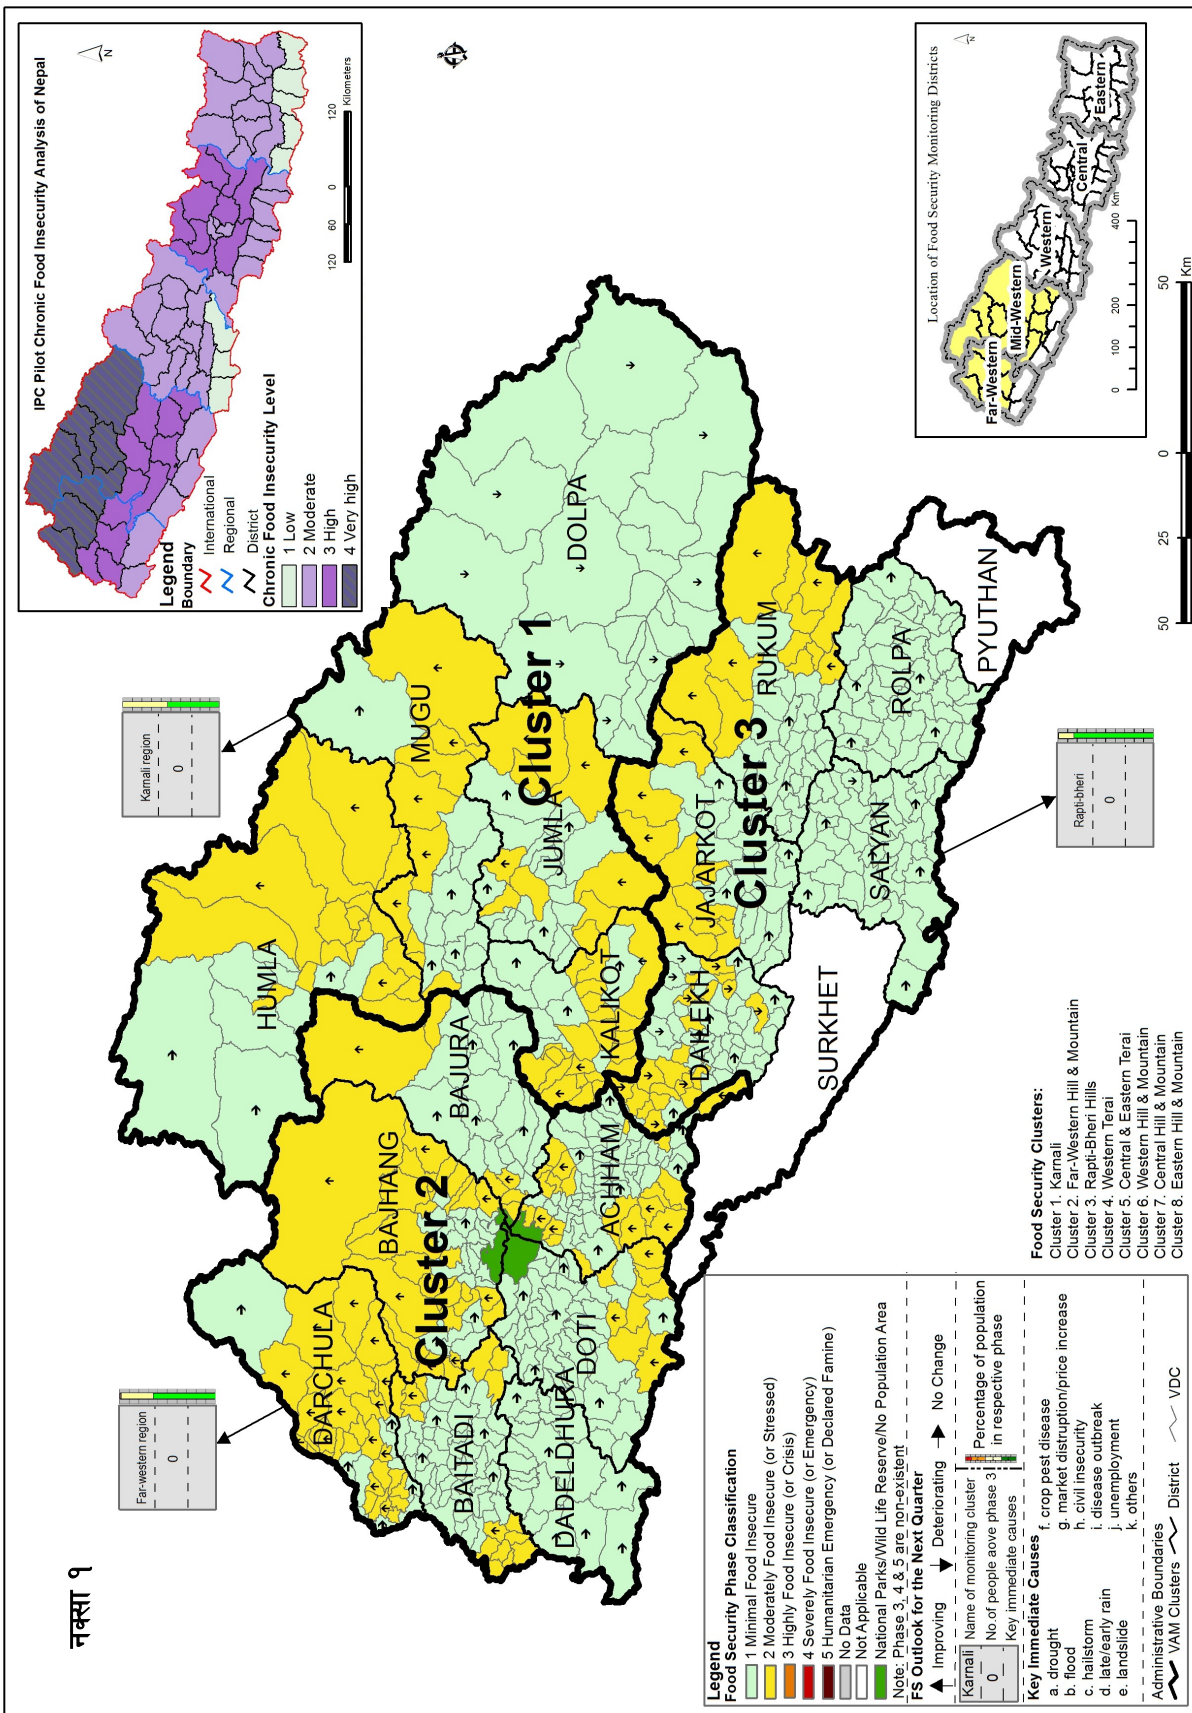 नक्सा १
IPC Pilot Chronic Food Insecurity Analysis of Nepal
N
Legend
Boundary
International
Regional
District
Chronic Food Insecurity Level
1 Low
2 Moderate
3 High
4 Very high
120
60
0
120
Kilometers
Location of Food Security Monitoring Districts
N
Far-Western
Mid-Western
Western
Central
Eastern
0
100
200
400
Km
Far-western region
0
Karnali region
0
Rapti-bheri
0
DARCHULA
BAITADI
DADELDHURA
DOTI
BAJHANG
Cluster 2
BAJURA
ACHHAM
HUMLA
MUGU
Cluster 1
JUMLA
KALIKOT
DOLPA
DAILEKH
JAJARKOT
Cluster 3
RUKUM
SURKHET
SALYAN
ROLPA
PYUTHAN
50
25
0
50
Km
Legend
Food Security Phase Classification
1 Minimal Food Insecure
2 Moderately Food Insecure (or Stressed)
3 Highly Food Insecure (or Crisis)
4 Severely Food Insecure (or Emergency)
5 Humanitarian Emergency (or Declared Famine)
No Data
Not Applicable
National Parks/Wild Life Reserve/No Population Area
Note: Phase 3, 4 & 5 are non-existent
FS Outlook for the Next Quarter
Improving
Deteriorating
No Change
Karnali
0
Name of monitoring cluster
No.of people aove phase 3
Key immediate causes
Percentage of population
in respective phase
Key Immediate Causes
a. drought
b. flood
c. hailstorm
d. late/early rain
e. landslide
f. crop pest disease
g. market distruption/price increase
h. civil insecurity
i. disease outbreak
j. unemployment
k. others
Administrative Boundaries
VAM Clusters
District
VDC
Food Security Clusters:
Cluster 1. Karnali
Cluster 2. Far-Western Hill & Mountain
Cluster 3. Rapti-Bheri Hills
Cluster 4. Western Terai
Cluster 5. Central & Eastern Terai
Cluster 6. Western Hill & Mountain
Cluster7. Central Hill & Mountain
Cluster 8. Eastern Hill & Mountain